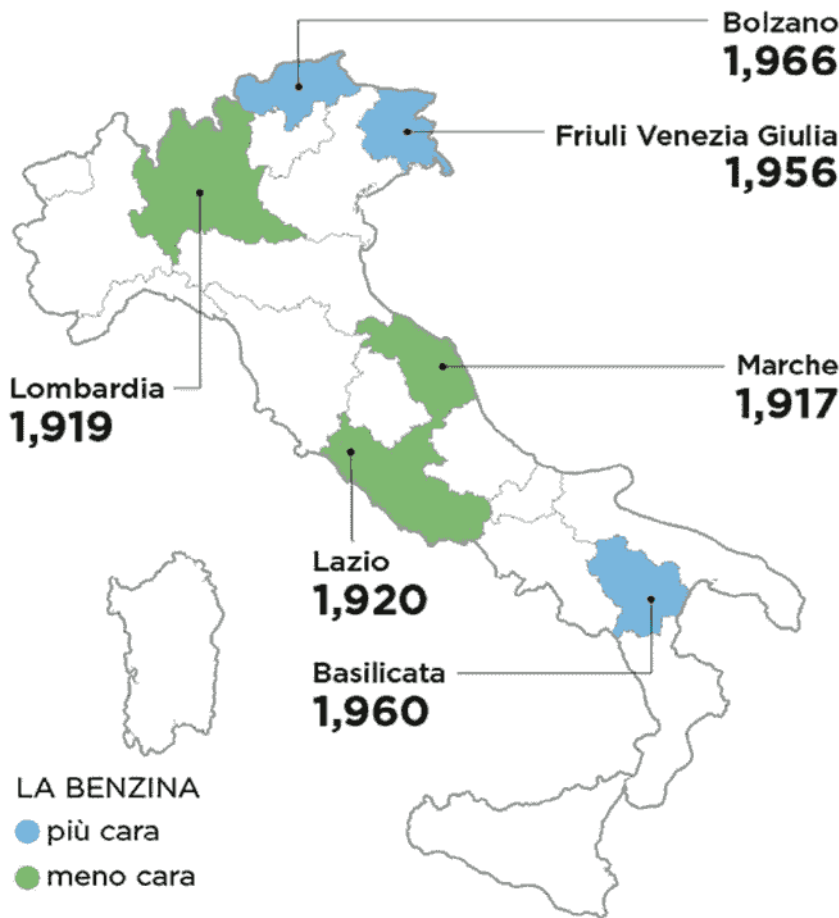 Bolzano
1,966
Friuli Venezia Giulia
1,956
Lombardia
1,919
Marche
1,917
Lazio
1,920
Basilicata
1,960
LA BENZINA
più cara
meno cara